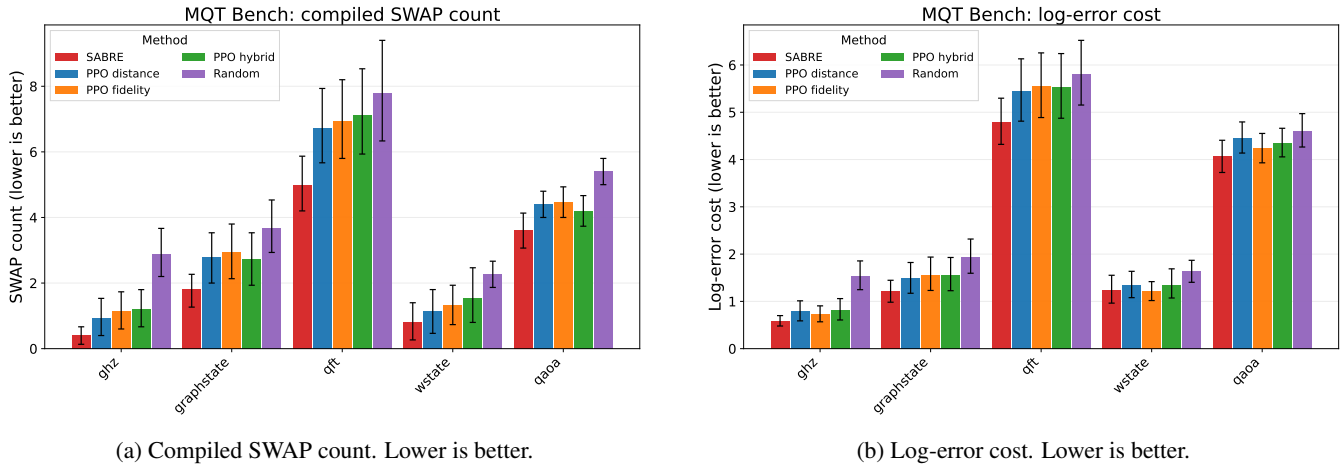 MQT Bench: compiled SWAP count
Method
SABRE
PPO distance
PPO fidelity
PPO hybrid
Random
SWAP count (lower is better)
8
6
4
2
0
ghz
graphstate
qft
wstate
qaoa
(a) Compiled SWAP count. Lower is better.
MQT Bench: log-error cost
Method
SABRE
PPO distance
PPO fidelity
PPO hybrid
Random
Log-error cost (lower is better)
6
5
4
3
2
1
0
ghz
graphstate
qft
wstate
qaoa
(b) Log-error cost. Lower is better.